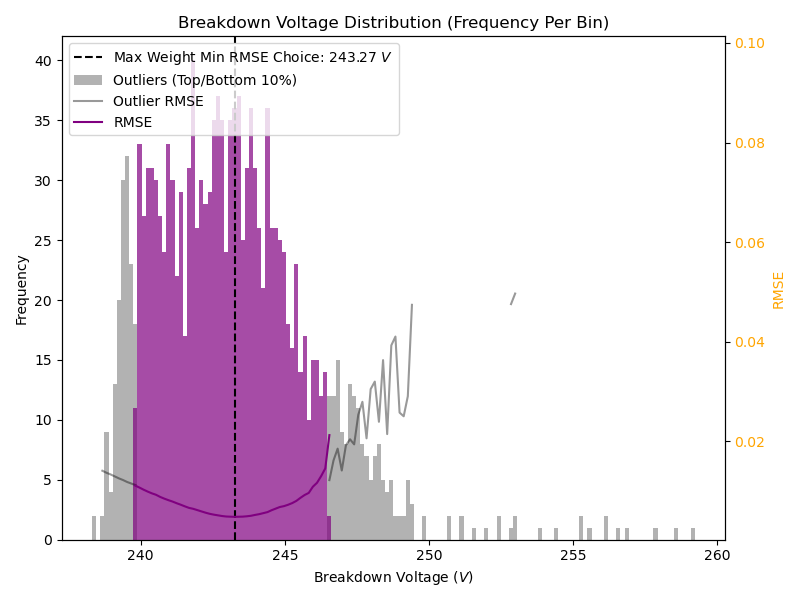 Breakdown Voltage Distribution (Frequency Per Bin)
Max Weight Min RMSE Choice: 243.27 V
Outliers (Top/Bottom 10%)
Outlier RMSE
RMSE
Frequency
40
35
30
25
20
15
10
5
0
240
245
250
255
260
Breakdown Voltage (V)
0.10
0.08
0.06
0.04
0.02
RMSE